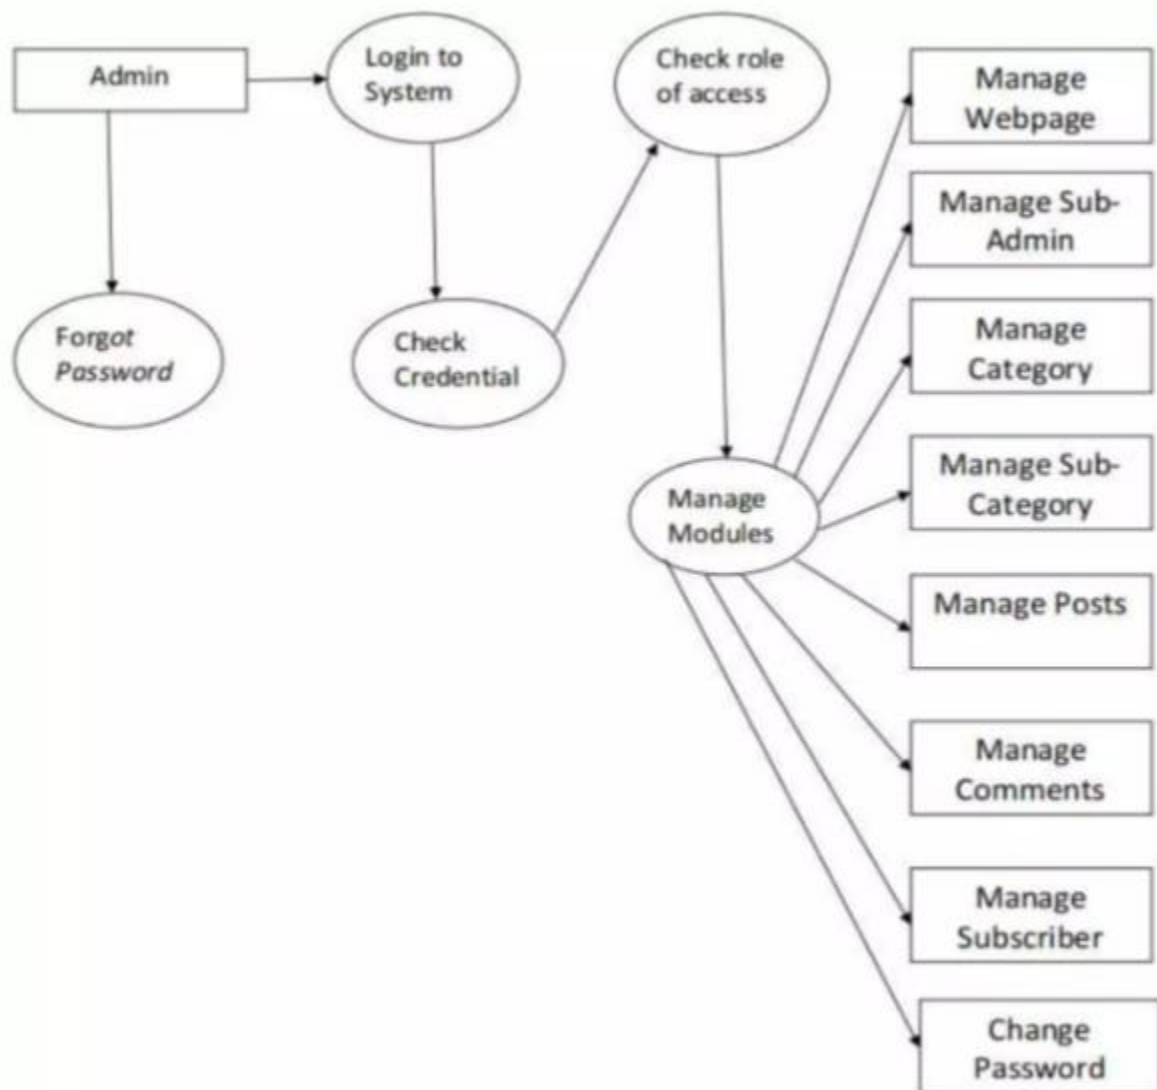 Admin
Login to
System
Check role
of access
Forgot
Password
Check
Credential
Manage
Modules
Manage
Webpage
Manage Sub-
Admin
Manage
Category
Manage Sub-
Category
Manage Posts
Manage
Comments
Manage
Subscriber
Change
Password